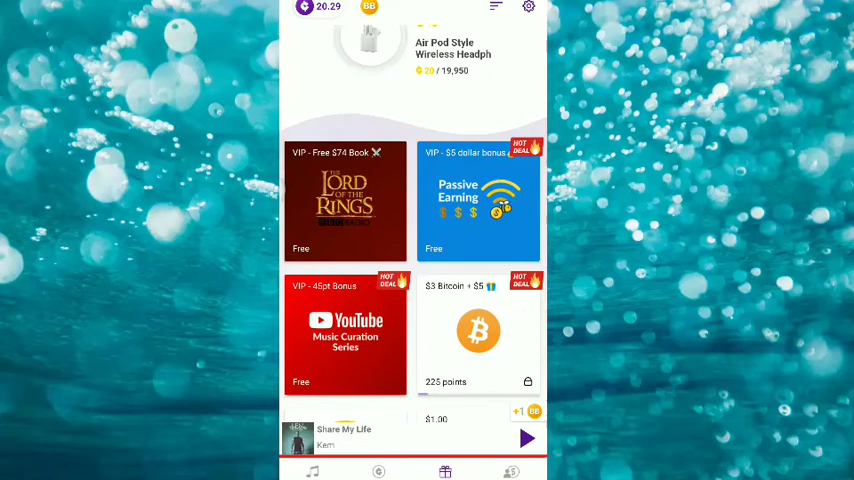 20.29
BB
Air Pod Style
Wireless Headph
20 / 19,950
VIP - Free $74 Book
THE
LORD
OF THE
RINGS
Free
HOT
DEAL
VIP - $5 dollar bonus
Passive
Earning
$ $ $
Free
HOT
DEAL
VIP - 45pt Bonus
YouTube
Music Curation
Series
Free
HOT
DEAL
$3 Bitcoin + $5
225 points
$1.00
+1 BB
Share My Life
Kem